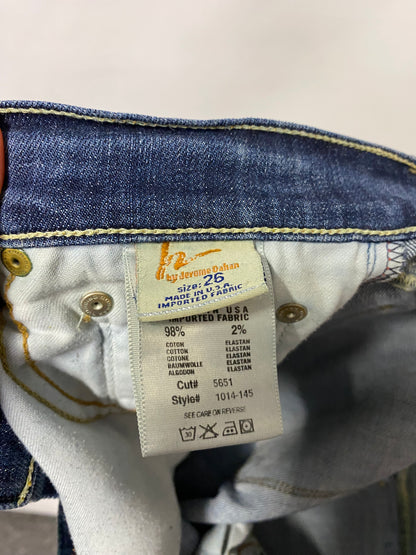 by Jerome Dahan
Size: 26
MADE IN U.S.A
IMPORTED FABRIC
N USA
IMPORTED FABRIC
98% 2%
COTON ELASTAN
COTTON ELASTAN
COTONE ELASTAN
BAUMWOLLE ELASTAN
ALGODON ELASTAN
Cut# 5651
Style# 1014-145
SEE CARE ON REVERSE
30